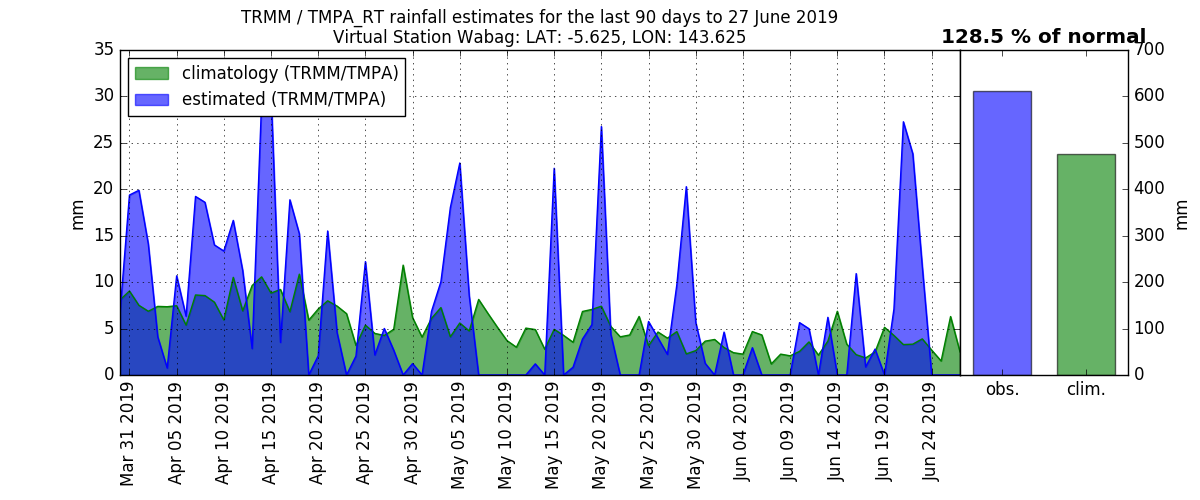 TRMM / TMPA_RT rainfall estimates for the last 90 days to 27 June 2019
Virtual Station Wabag: LAT: -5.625, LON: 143.625
128.5 % of normal
climatology (TRMM/TMPA)
estimated (TRMM/TMPA)
35
30
25
20
15
10
5
0
mm
700
600
500
400
300
200
100
0
mm
Mar 31 2019
Apr 05 2019
Apr 10 2019
Apr 15 2019
Apr 20 2019
Apr 25 2019
Apr 30 2019
May 05 2019
May 10 2019
May 15 2019
May 20 2019
May 25 2019
May 30 2019
Jun 04 2019
Jun 09 2019
Jun 14 2019
Jun 19 2019
Jun 24 2019
obs.
clim.